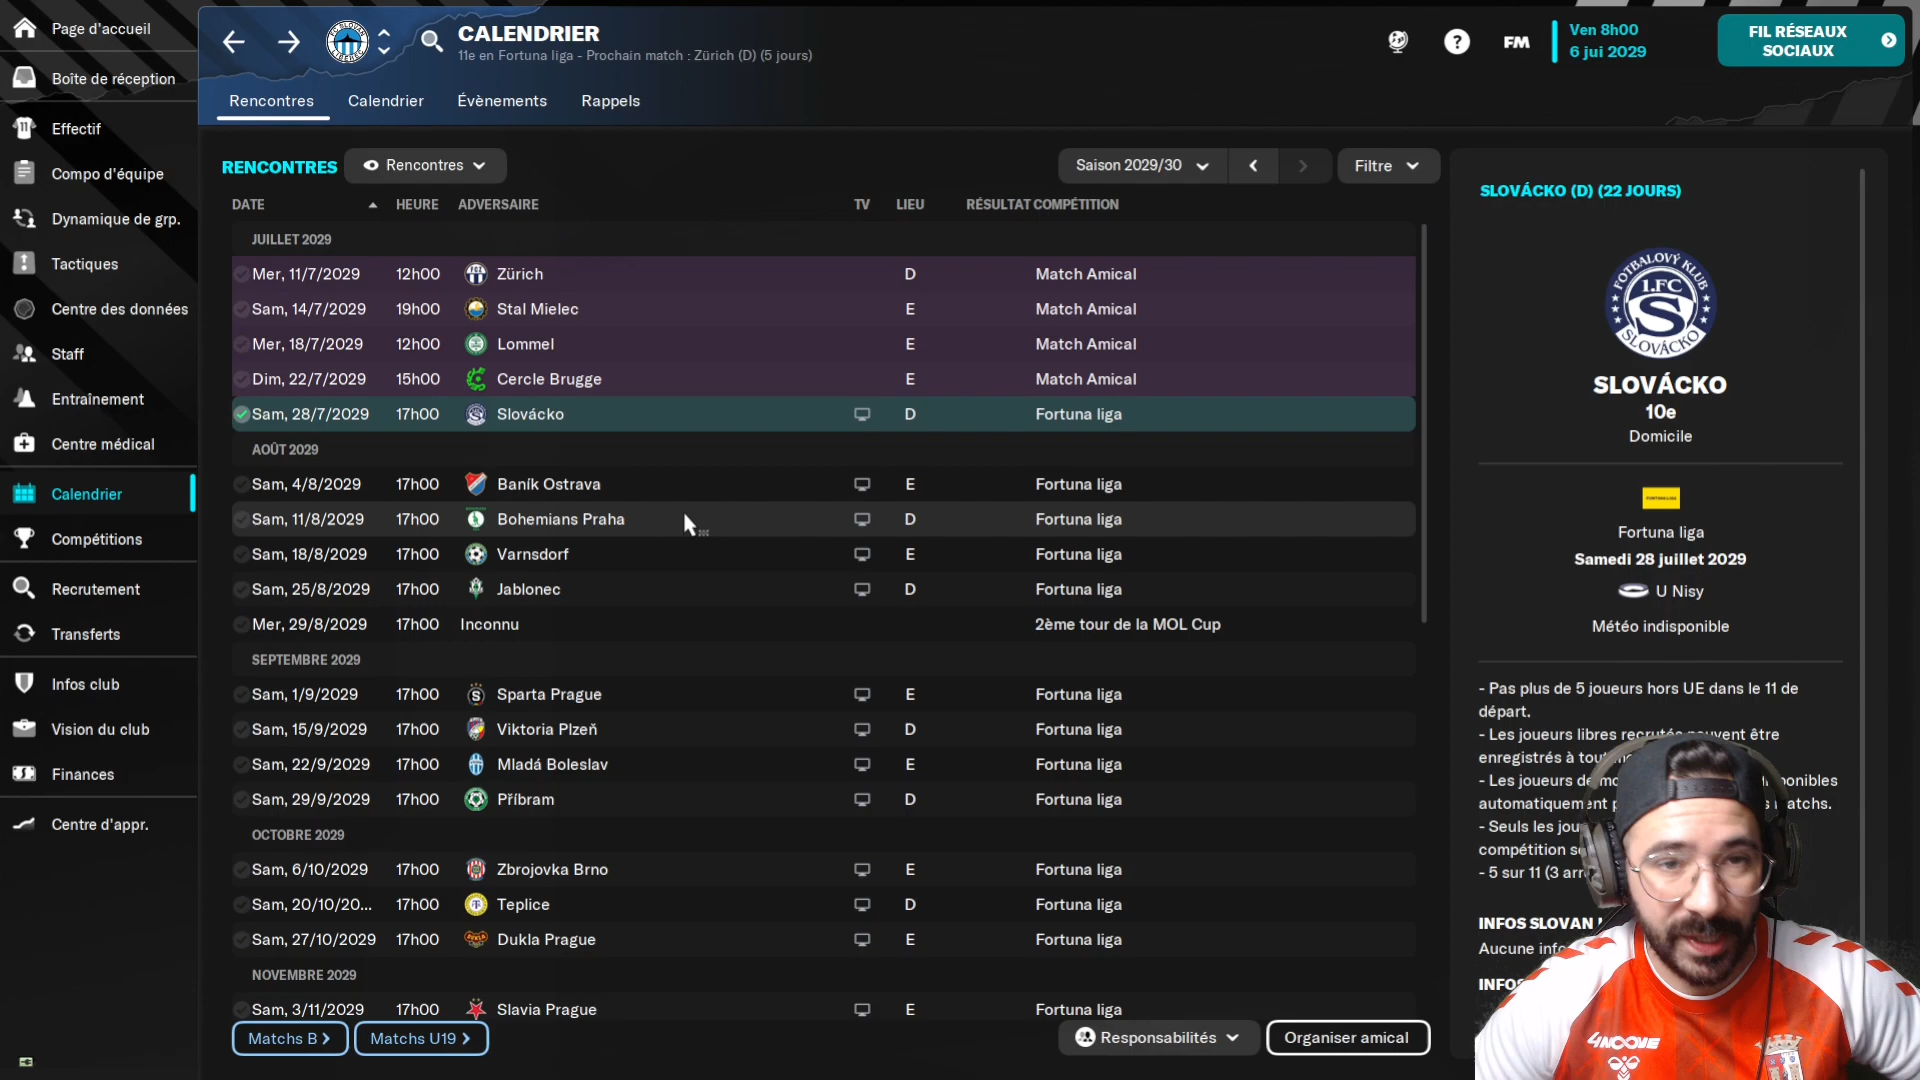 Page d'accueil
Boîte de réception
Effectif
Compo d'équipe
Dynamique de grp.
Tactiques
Centre des données
Staff
Entraînement
Centre médical
Calendrier
Compétitions
Recrutement
Transferts
Infos club
Vision du club
Finances
Centre d'appr.
CALENDRIER
11e en Fortuna liga - Prochain match : Zürich (D) (5 jours)
?
FM
Ven 8h00
6 jui 2029
FIL RÉSEAUX
SOCIAUX
Rencontres Calendrier Évènements Rappels
RENCONTRES Rencontres Saison 2029/30 Filtre
DATE HEURE ADVERSAIRE TV LIEU RÉSULTAT COMPÉTITION
JUILLET 2029
Mer, 11/7/2029 12h00 Zürich D Match Amical
Sam, 14/7/2029 19h00 Stal Mielec E Match Amical
Mer, 18/7/2029 12h00 Lommel E Match Amical
Dim, 22/7/2029 15h00 Cercle Brugge E Match Amical
Sam, 28/7/2029 17h00 Slovácko D Fortuna liga
AOÛT 2029
Sam, 4/8/2029 17h00 Baník Ostrava E Fortuna liga
Sam, 11/8/2029 17h00 Bohemians Praha D Fortuna liga
Sam, 18/8/2029 17h00 Varnsdorf E Fortuna liga
Sam, 25/8/2029 17h00 Jablonec D Fortuna liga
Mer, 29/8/2029 17h00 Inconnu 2ème tour de la MOL Cup
SEPTEMBRE 2029
Sam, 1/9/2029 17h00 Sparta Prague E Fortuna liga
Sam, 15/9/2029 17h00 Viktoria Plzeň D Fortuna liga
Sam, 22/9/2029 17h00 Mladá Boleslav E Fortuna liga
Sam, 29/9/2029 17h00 Příbram D Fortuna liga
OCTOBRE 2029
Sam, 6/10/2029 17h00 Zbrojovka Brno E Fortuna liga
Sam, 20/10/20... 17h00 Teplice D Fortuna liga
Sam, 27/10/2029 17h00 Dukla Prague E Fortuna liga
NOVEMBRE 2029
Sam, 3/11/2029 17h00 Slavia Prague E Fortuna liga
Matchs B Matchs U19 Responsabilités Organiser amical
SLOVÁCKO (D) (22 JOURS)
FOTBALOVÝ KLUB
1.FC
S
SLOVÁCKO
SLOVÁCKO
10e
Domicile
Fortuna liga
Samedi 28 juillet 2029
U Nisy
Météo indisponible
- Pas plus de 5 joueurs hors UE dans le 11 de
départ.
- Les joueurs libres recrutés peuvent être
enregistrés à
- Les joueurs
automatiquement matchs.
- Seuls les
compétition
- 5 sur 11 (3
INFOS SLOVAN
Aucune
INFOS